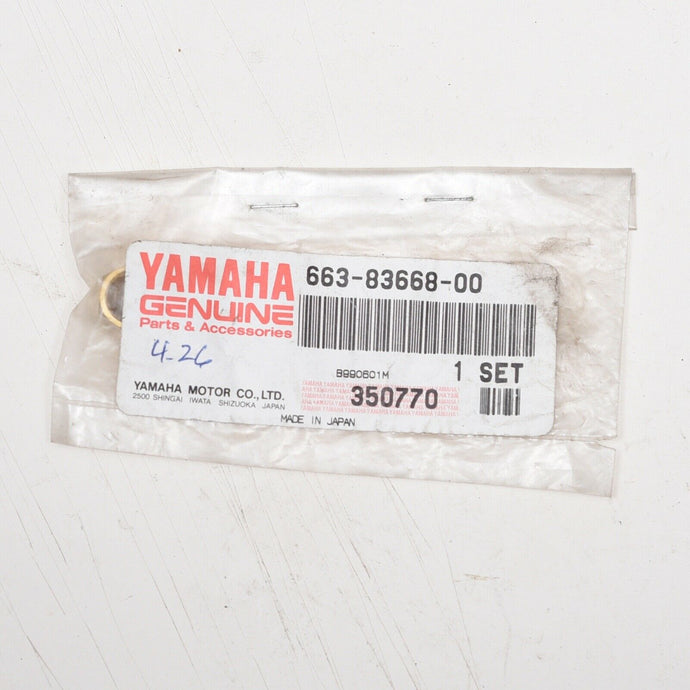 YAMAHA
GENUINE
Parts & Accessories
4-26
YAMAHA MOTOR CO., LTD.
2500 SHINGAI IWATA SHIZUOKA JAPAN
663-83668-00
B990601M
1 SET
350770
MADE IN JAPAN